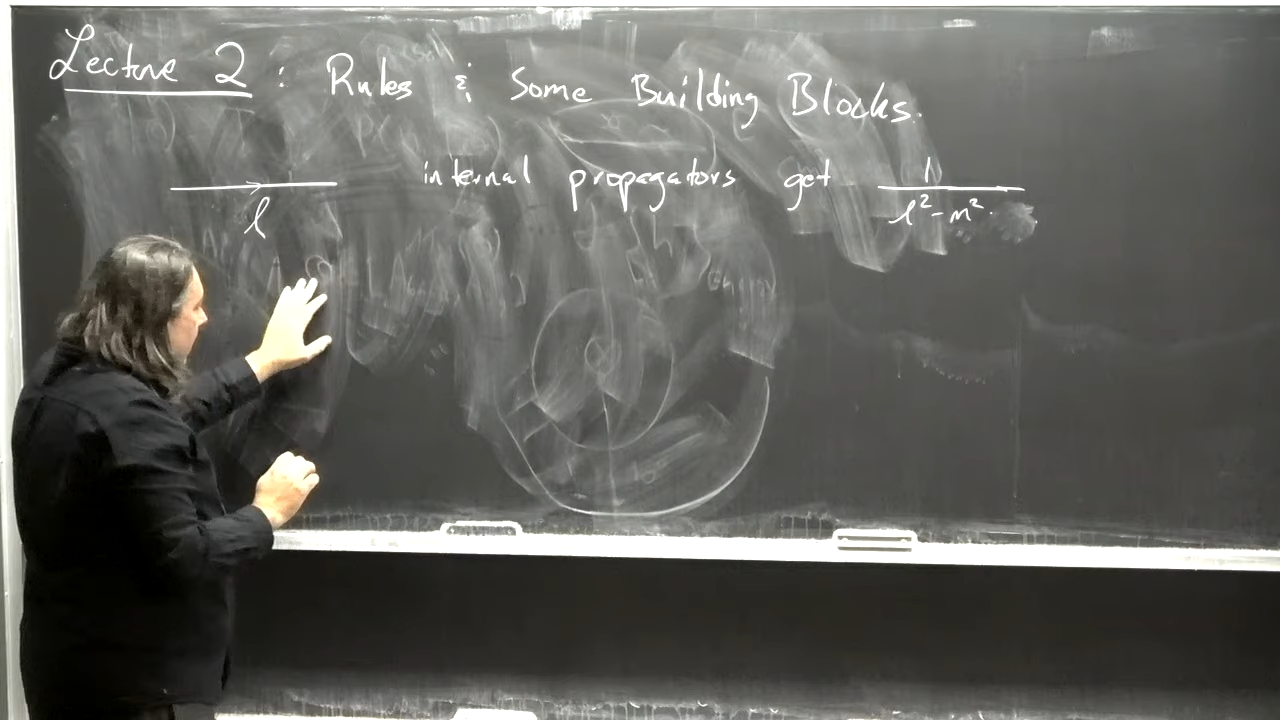 Lecture 2 : Rules & Some Building Blocks.
internal propagators get 1/(l²-m²)
l